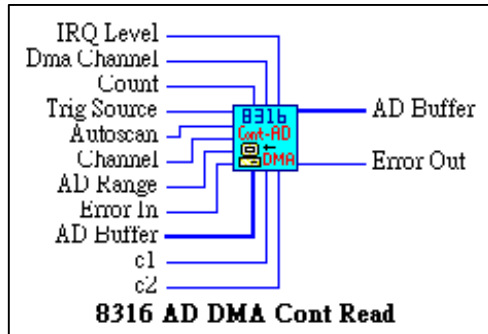 IRQ Level
Dma Channel
Count
Trig Source
Autoscan
Channel
AD Range
Error In
AD Buffer
c1
c2
8316
Cont-AD
DMA
AD Buffer
Error Out
8316 AD DMA Cont Read